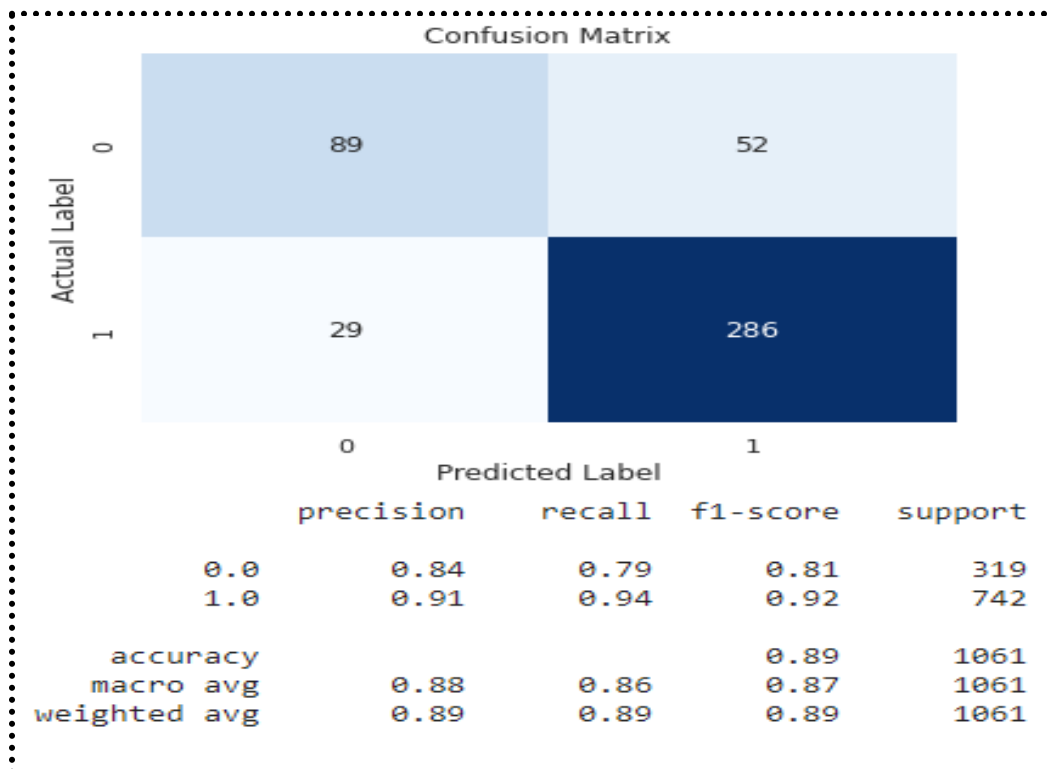 Confusion Matrix
Actual Label
0
89
52
1
29
286
0
1
Predicted Label
precision recall f1-score support
0.0 0.84 0.79 0.81 319
1.0 0.91 0.94 0.92 742
accuracy 0.89 1061
macro avg 0.88 0.86 0.87 1061
weighted avg 0.89 0.89 0.89 1061